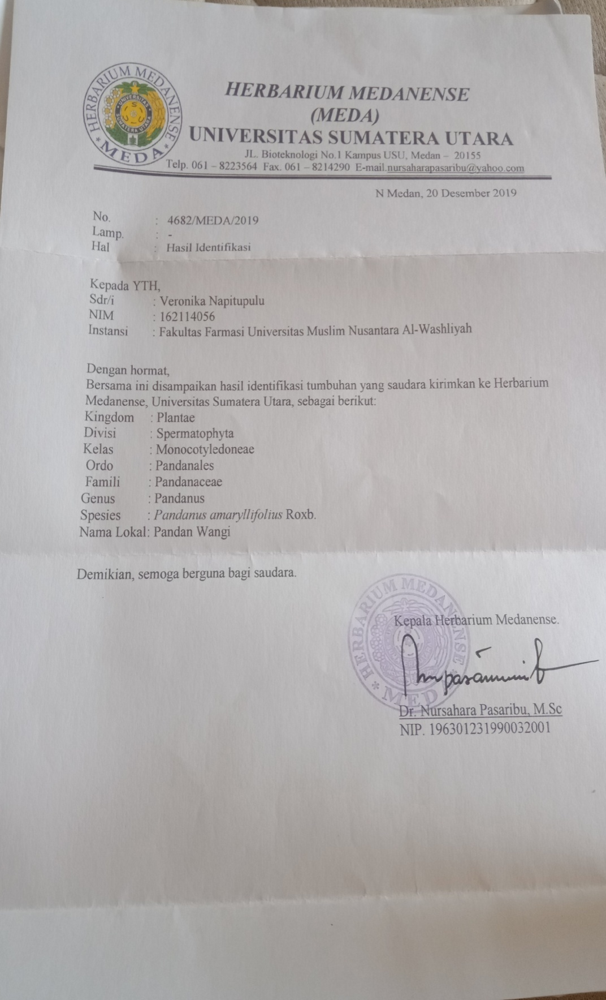 HERBARIUM MEDANENSE
MEDA
UNIVERSITAS
SUMATERA UTARA
HERBARIUM MEDANENSE
(MEDA)
UNIVERSITAS SUMATERA UTARA
JL. Bioteknologi No.1 Kampus USU, Medan – 20155
Telp. 061 – 8223564 Fax. 061 – 8214290 E-mail.nursaharapasaribu@yahoo.com
N Medan, 20 Desember 2019
No. : 4682/MEDA/2019
Lamp. : -
Hal : Hasil Identifikasi
Kepada YTH,
Sdr/i : Veronika Napitupulu
NIM : 162114056
Instansi : Fakultas Farmasi Universitas Muslim Nusantara Al-Washliyah
Dengan hormat,
Bersama ini disampaikan hasil identifikasi tumbuhan yang saudara kirimkan ke Herbarium
Medanense, Universitas Sumatera Utara, sebagai berikut:
Kingdom : Plantae
Divisi : Spermatophyta
Kelas : Monocotyledoneae
Ordo : Pandanales
Famili : Pandanaceae
Genus : Pandanus
Spesies : Pandanus amaryllifolius Roxb.
Nama Lokal: Pandan Wangi
Demikian, semoga berguna bagi saudara.
HERBARIUM MEDANENSE
MEDA
Kepala Herbarium Medanense.
Dr. Nursahara Pasaribu, M.Sc
NIP. 196301231990032001